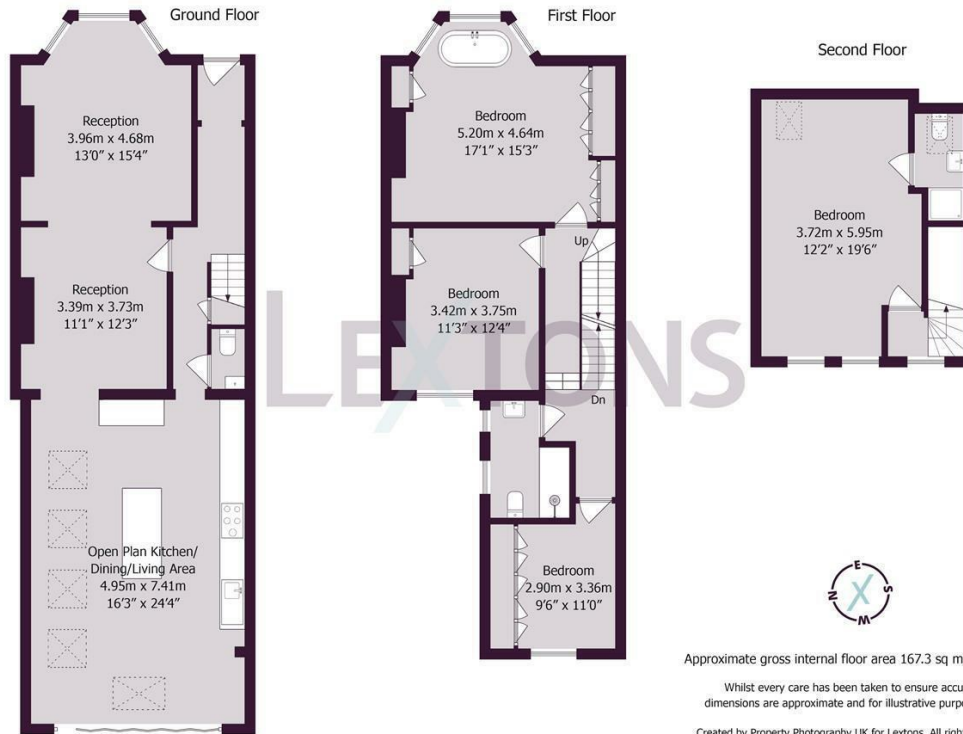 Ground Floor
Reception
3.96m x 4.68m
13'0" x 15'4"
Reception
3.39m x 3.73m
11'1" x 12'3"
Open Plan Kitchen/
Dining/Living Area
4.95m x 7.41m
16'3" x 24'4"
First Floor
Bedroom
5.20m x 4.64m
17'1" x 15'3"
Up
Bedroom
3.42m x 3.75m
11'3" x 12'4"
Dn
Bedroom
2.90m x 3.36m
9'6" x 11'0"
Second Floor
Bedroom
3.72m x 5.95m
12'2" x 19'6"
LEXTONS
E
N X S
W
Approximate gross internal floor area 167.3 sq m
Whilst every care has been taken to ensure accu
dimensions are approximate and for illustrative purpo
Created by Property Photography UK for Lextons. All right